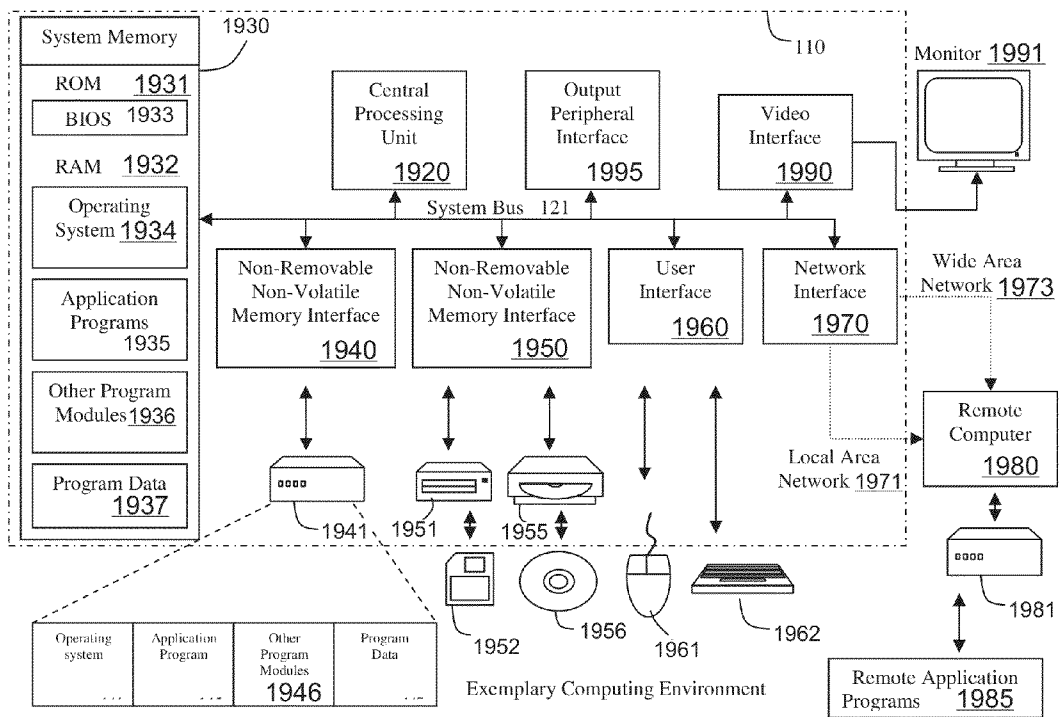 System Memory
1930
ROM 1931
BIOS 1933
RAM 1932
Operating
System 1934
Application
Programs
1935
Other Program
Modules 1936
Program Data
1937
110
Monitor 1991
Central
Processing
Unit
1920
Output
Peripheral
Interface
1995
Video
Interface
1990
System Bus 121
Non-Removable
Non-Volatile
Memory Interface
1940
Non-Removable
Non-Volatile
Memory Interface
1950
User
Interface
1960
Network
Interface
1970
Wide Area
Network 1973
Local Area
Network 1971
Remote
Computer
1980
1941
1951
1955
1952
1956
1961
1962
1981
Operating
system
Application
Program
Other
Program
Modules
1946
Program
Data
Exemplary Computing Environment
Remote Application
Programs 1985